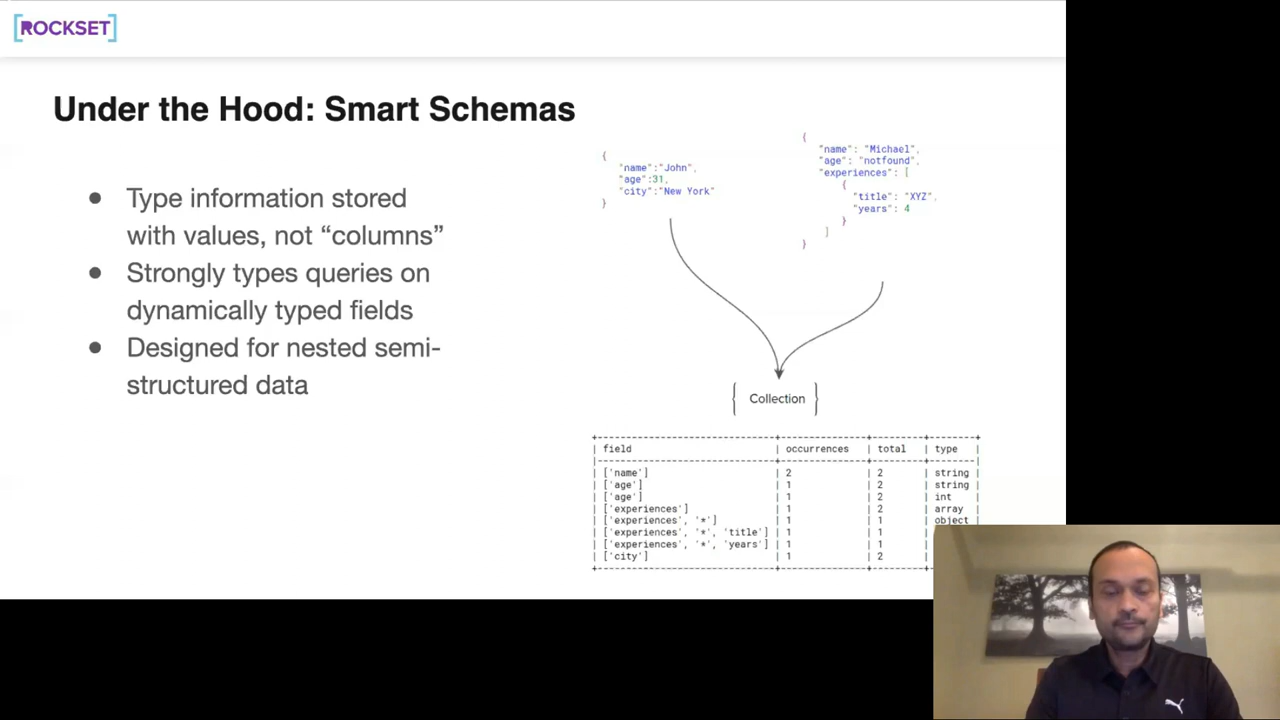 [ROCKSET]
Under the Hood: Smart Schemas
● Type information stored
with values, not “columns”
● Strongly types queries on
dynamically typed fields
● Designed for nested semi-
structured data
{
"name":"John",
"age":31,
"city":"New York"
}
{
"name": "Michael",
"age": "notfound",
"experiences": [
{
"title": "XYZ",
"years": 4
}
]
}
{ Collection }
| field | occurrences | total | type |
| ['name'] | 2 | 2 | string |
| ['age'] | 1 | 2 | string |
| ['age'] | 1 | 2 | int |
| ['experiences'] | 1 | 2 | array |
| ['experiences', '*'] | 1 | 1 | object
| ['experiences', '*', 'title'] | 1 | 1 |
| ['experiences', '*', 'years'] | 1 | 1 |
| ['city'] | 1 | 2 |